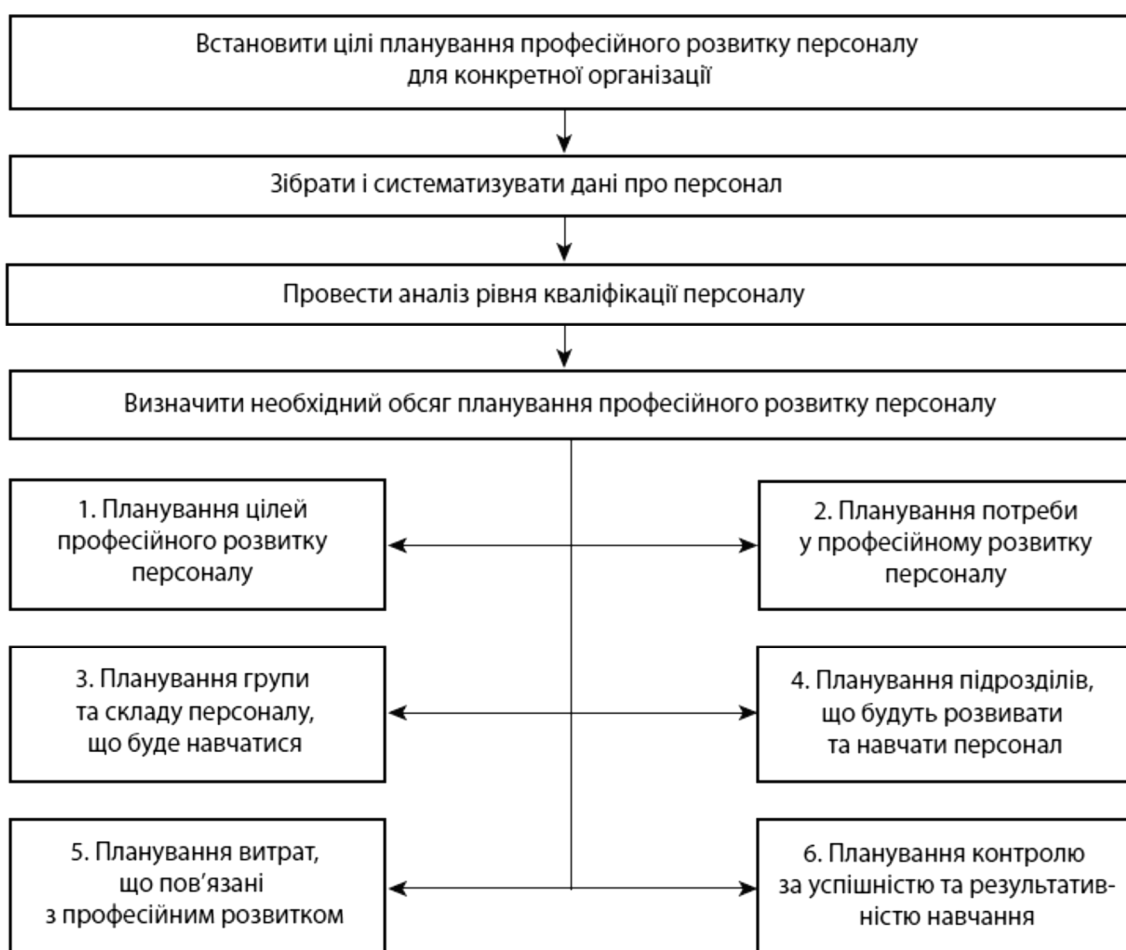 Встановити цілі планування професійного розвитку персоналу
для конкретної організації
Зібрати і систематизувати дані про персонал
Провести аналіз рівня кваліфікації персоналу
Визначити необхідний обсяг планування професійного розвитку персоналу
1. Планування цілей
професійного розвитку
персоналу
2. Планування потреби
у професійному розвитку
персоналу
3. Планування групи
та складу персоналу,
що буде навчатися
4. Планування підрозділів,
що будуть розвивати
та навчати персонал
5. Планування витрат,
що пов’язані
з професійним розвитком
6. Планування контролю
за успішністю та результатив-
ністю навчання